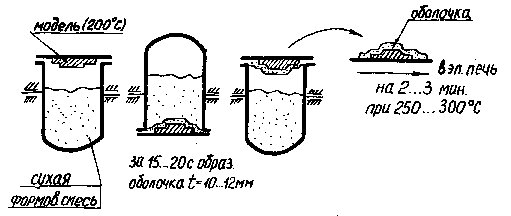 модель (200°С)
сухая
формов смесь
за 15...20 с образ.
оболочка t=10...12мм
оболочка
в эл. печь
на 2...3 мин.
при 250...300°С